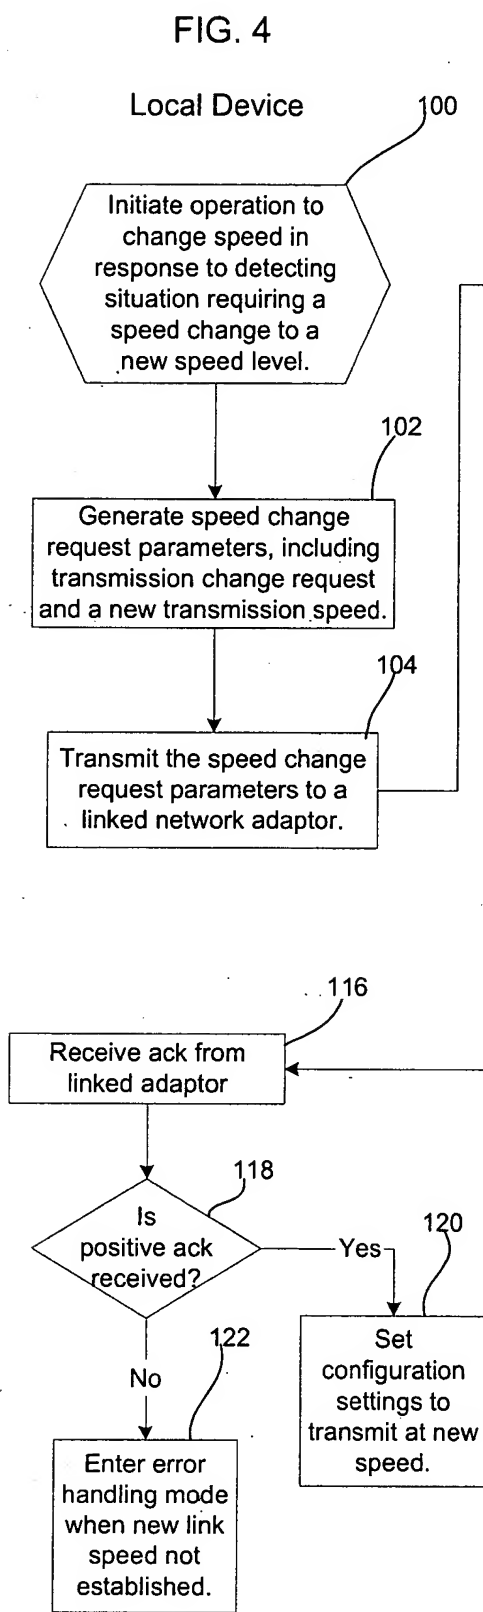 FIG. 4
Local Device
100
Initiate operation to
change speed in
response to detecting
situation requiring a
speed change to a
new speed level.
102
Generate speed change
request parameters, including
transmission change request
and a new transmission speed.
104
Transmit the speed change
request parameters to a
linked network adaptor.
116
Receive ack from
linked adaptor
118
Is
positive ack
received?
Yes
120
Set
configuration
settings to
transmit at new
speed.
No
122
Enter error
handling mode
when new link
speed not
established.